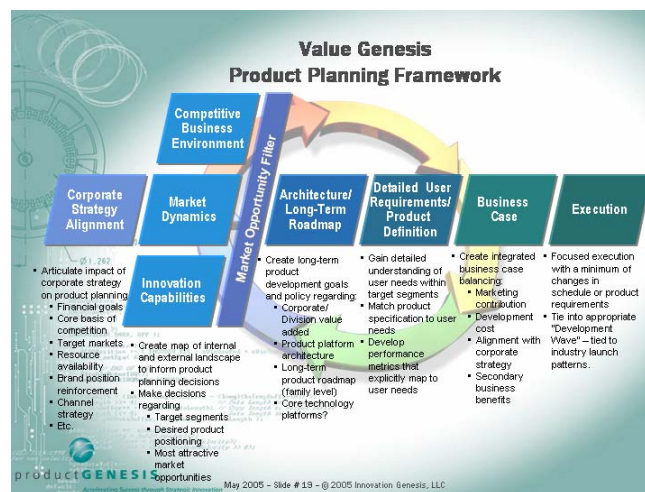 Value Genesis
Product Planning Framework
Competitive
Business
Environment
Corporate
Strategy
Alignment
Market
Dynamics
Innovation
Capabilities
Market Opportunity Filter
Architecture/
Long-Term
Roadmap
Detailed User
Requirements/
Product
Definition
Business
Case
Execution
▪ Articulate impact of
corporate strategy
on product planning
▪ Financial goals
▪ Core basis of
competition
▪ Target markets
▪ Resource
availability
▪ Brand position
reinforcement
▪ Channel
strategy
▪ Etc.
▪ Create map of internal
and external landscape
to inform product
planning decisions
▪ Make decisions
regarding
▪ Target segments
▪ Desired product
positioning
▪ Most attractive
market
opportunities
▪ Create long-term
product
development goals
and policy regarding:
▪ Corporate/
Division value
added
▪ Product platform
architecture
▪ Long-term
product roadmap
(family level)
▪ Core technology
platforms?
▪ Gain detailed
understanding of
user needs within
target segments
▪ Match product
specification to user
needs
▪ Develop
performance
metrics that
explicitly map to
user needs
▪ Create integrated
business case
balancing:
▪ Marketing
contribution
▪ Development
cost
▪ Alignment with
corporate
strategy
▪ Secondary
business
benefits
▪ Focused execution
with a minimum of
changes in
schedule or product
requirements
▪ Tie into appropriate
"Development
Wave" – tied to
industry launch
patterns.
productGENESIS
Accelerating Success through Strategic Innovation
May 2005 – Slide # 19 – © 2005 Innovation Genesis, LLC